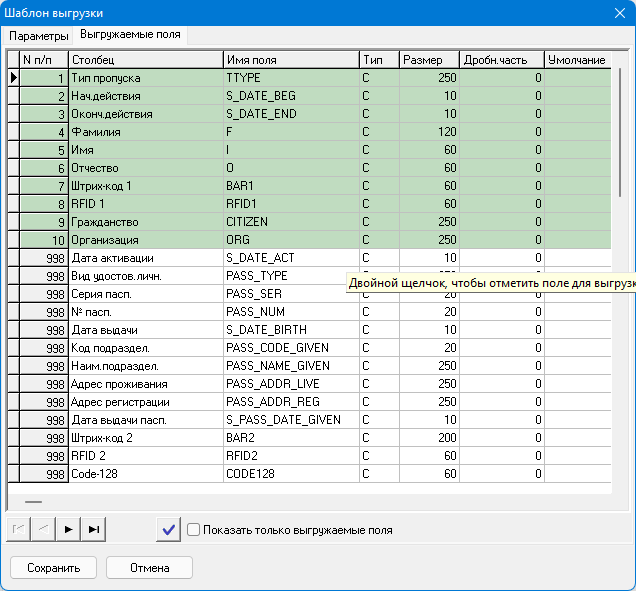 Шаблон выгрузки
Параметры Выгружаемые поля
N п/п Столбец Имя поля Тип Размер Дробн.часть Умолчание
1 Тип пропуска TTYPE C 250 0
2 Нач.действия S_DATE_BEG C 10 0
3 Оконч.действия S_DATE_END C 10 0
4 Фамилия F C 120 0
5 Имя I C 60 0
6 Отчество O C 60 0
7 Штрих-код 1 BAR1 C 60 0
8 RFID 1 RFID1 C 60 0
9 Гражданство CITIZEN C 250 0
10 Организация ORG C 250 0
998 Дата активации S_DATE_ACT C 10 0
998 Вид удостов.личн. PASS_TYPE
Двойной щелчок, чтобы отметить поле для выгрузк
998 Серия пасп. PASS_SER C 20 0
998 № пасп. PASS_NUM C 20 0
998 Дата выдачи S_DATE_BIRTH C 10 0
998 Код подраздел. PASS_CODE_GIVEN C 20 0
998 Наим.подраздел. PASS_NAME_GIVEN C 250 0
998 Адрес проживания PASS_ADDR_LIVE C 250 0
998 Адрес регистрации PASS_ADDR_REG C 250 0
998 Дата выдачи пасп. S_PASS_DATE_GIVEN C 10 0
998 Штрих-код 2 BAR2 C 200 0
998 RFID 2 RFID2 C 60 0
998 Code-128 CODE128 C 60 0
Показать только выгружаемые поля
Сохранить Отмена